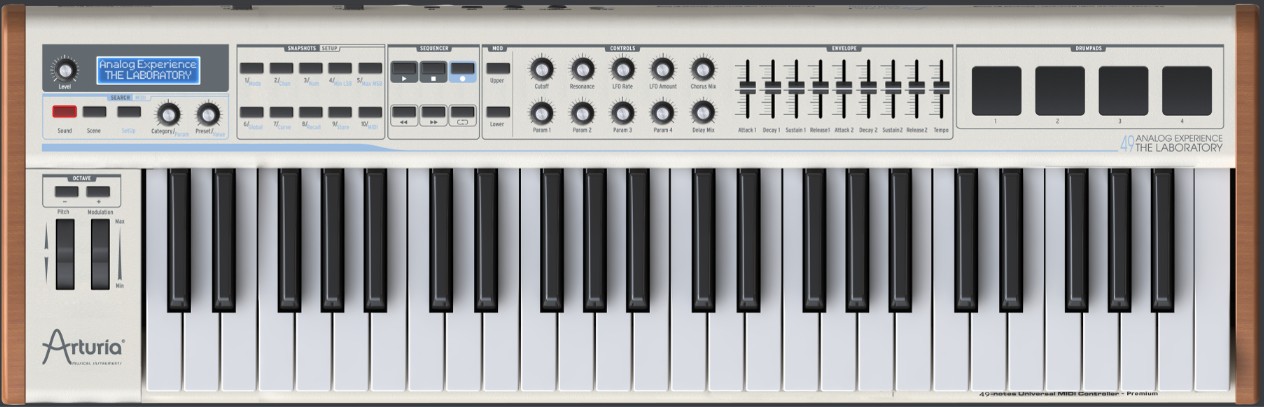 Level
Analog Experience
THE LABORATORY
SEARCH
Sound
Scene
Setup
Category/
Preset/
SNAPSHOTS SETUP
1/
2/
3/
4/
5/
6/
7/
8/
9/
10/
SEQUENCER
MOD
Upper
Lower
CONTROLS
Cutoff
Resonance
LFO Rate
LFO Amount
Chorus Mix
Param 1
Param 2
Param 3
Param 4
Delay Mix
ENVELOPE
Attack 1
Decay 1
Sustain 1
Release1
Attack 2
Decay 2
Sustain2
Release2
Tempo
DRUMPADS
1
2
3
4
49 ANALOG EXPERIENCE
THE LABORATORY
OCTAVE
-
+
Pitch
Modulation
Max
Min
Arturia®
49-notes Universal MIDI Controller - Premium